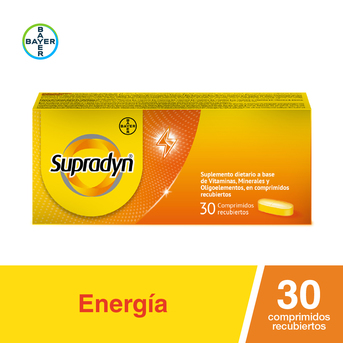 BAYER
BAYER
BAYER
Supradyn®
Suplemento dietario a base
de Vitaminas, Minerales y
Oligoelementos, en comprimidos
recubiertos
30 Comprimidos
recubiertos
Energía
30
comprimidos
recubiertos